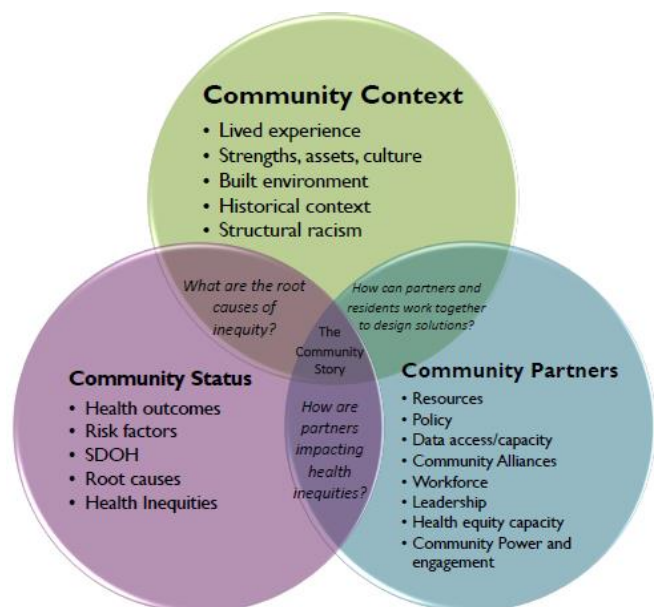 Community Context
• Lived experience
• Strengths, assets, culture
• Built environment
• Historical context
• Structural racism
What are the root
causes of
inequity?
How can partners and
residents work together
to design solutions?
The
Community
Story
Community Status
• Health outcomes
• Risk factors
• SDOH
• Root causes
• Health Inequities
How are
partners
impacting
health
inequities?
Community Partners
• Resources
• Policy
• Data access/capacity
• Community Alliances
• Workforce
• Leadership
• Health equity capacity
• Community Power and
engagement